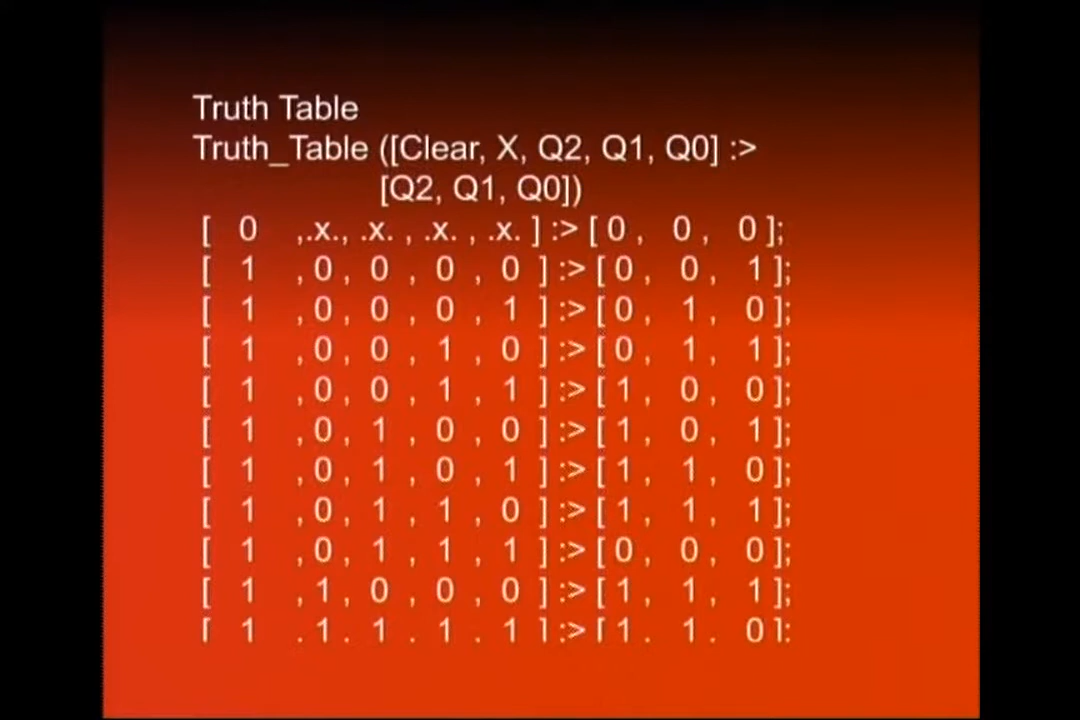 Truth Table
Truth_Table ([Clear, X, Q2, Q1, Q0] :>
[Q2, Q1, Q0])
[ 0 ,.x., .x. , .x. , .x. ] :> [ 0 , 0 , 0 ];
[ 1 , 0 , 0 , 0 , 0 ] :> [ 0 , 0 , 1 ];
[ 1 , 0 , 0 , 0 , 1 ] :> [ 0 , 1 , 0 ];
[ 1 , 0 , 0 , 1 , 0 ] :> [ 0 , 1 , 1 ];
[ 1 , 0 , 0 , 1 , 1 ] :> [ 1 , 0 , 0 ];
[ 1 , 0 , 1 , 0 , 0 ] :> [ 1 , 0 , 1 ];
[ 1 , 0 , 1 , 0 , 1 ] :> [ 1 , 1 , 0 ];
[ 1 , 0 , 1 , 1 , 0 ] :> [ 1 , 1 , 1 ];
[ 1 , 0 , 1 , 1 , 1 ] :> [ 0 , 0 , 0 ];
[ 1 , 1 , 0 , 0 , 0 ] :> [ 1 , 1 , 1 ];
[ 1 , 1 , 1 , 1 , 1 ] :> [ 1 , 1 , 0 ];